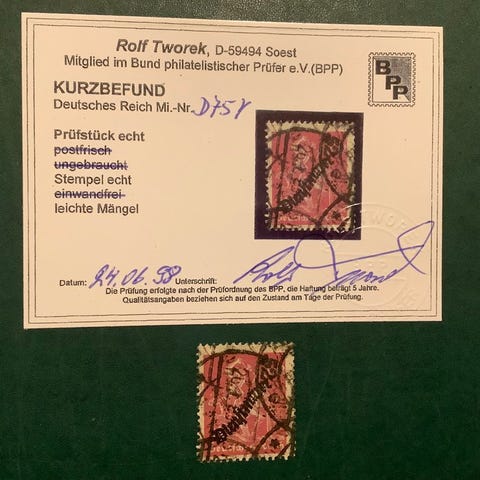 Rolf Tworek, D-59494 Soest
Mitglied im Bund philatelistischer Prüfer e.V.(BPP)
BPP
KURZBEFUND
Deutsches Reich Mi.-Nr. D75Y
Prüfstück echt
postfrisch
ungebraucht
Stempel echt
einwandfrei
leichte Mängel
Datum: 24.06.98 Unterschrift:
Die Prüfung erfolgte nach der Prüfordnung des BPP, die Haftung beträgt 5 Jahre.
Qualitätsangaben beziehen sich auf den Zustand am Tage der Prüfung.